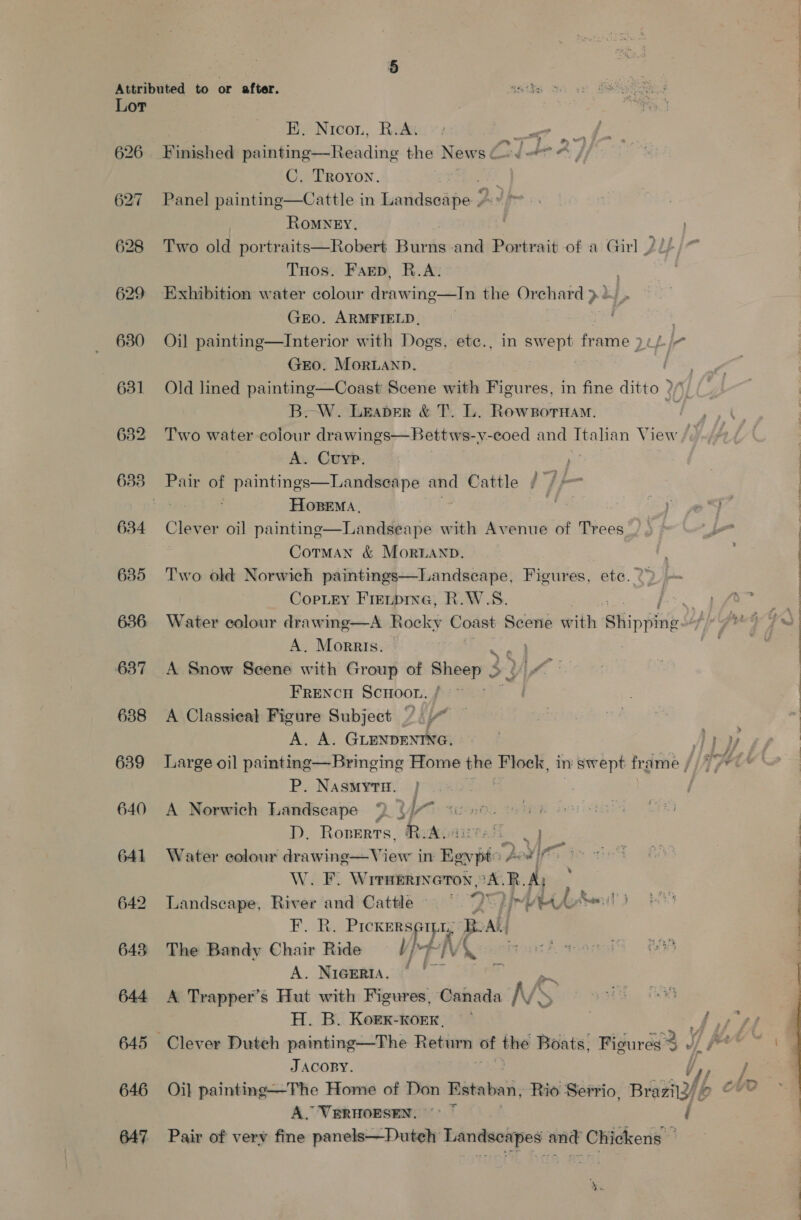 5
Attributed to or after.
Lot
E. Nicol, R.A.
626 Finished painting—Reading the News
C. Troyon.
627 Panel painting—Cattle in Landscape
Romney.
628 Two old portraits—Robert Burns and Portrait of a Girl
Thos. Faed, R.A.
629 Exhibition water colour drawing—In the Orchard
Geo. Armfield.
630 Oil painting—Interior with Dogs, etc., in swept frame
Geo. Morland.
631 Old lined painting—Coast Scene with Figures, in fine ditto
B. W. Leader & T. L. Rowbotham.
632 Two water colour drawings—Bettws-y-coed and Italian View
A. Cuyp.
633 Pair of paintings—Landscape and Cattle
Hobema.
634 Clever oil painting—Landscape with Avenue of Trees
Cotman & Morland.
635 Two old Norwich paintings—Landscape, Figures, etc.
Copley Fielding, R.W.S.
636 Water colour drawing—A Rocky Coast Scene with Shipping
A. Morris.
637 A Snow Scene with Group of Sheep
French School.
638 A Classical Figure Subject
A. A. Glendening.
639 Large oil painting—Bringing Home the Flock, in swept frame
P. Nasmyth.
640 A Norwich Landscape
D. Roberts, R.A.
641 Water colour drawing—View in Egypt
W. F. Witherington, A.R.A.
642 Landscape, River and Cattle
F. R. Pickersgill, R.A.
643 The Bandy Chair Ride
A. Nigeria.
644 A Trapper's Hut with Figures, Canada
H. B. Koek-koek.
645 Clever Dutch painting—The Return of the Boats, Figures
Jacoby.
646 Oil painting—The Home of Don Estaban, Rio Serrio, Brazil
A. Verhoesen.
647 Pair of very fine panels—Dutch Landscapes and Chickens